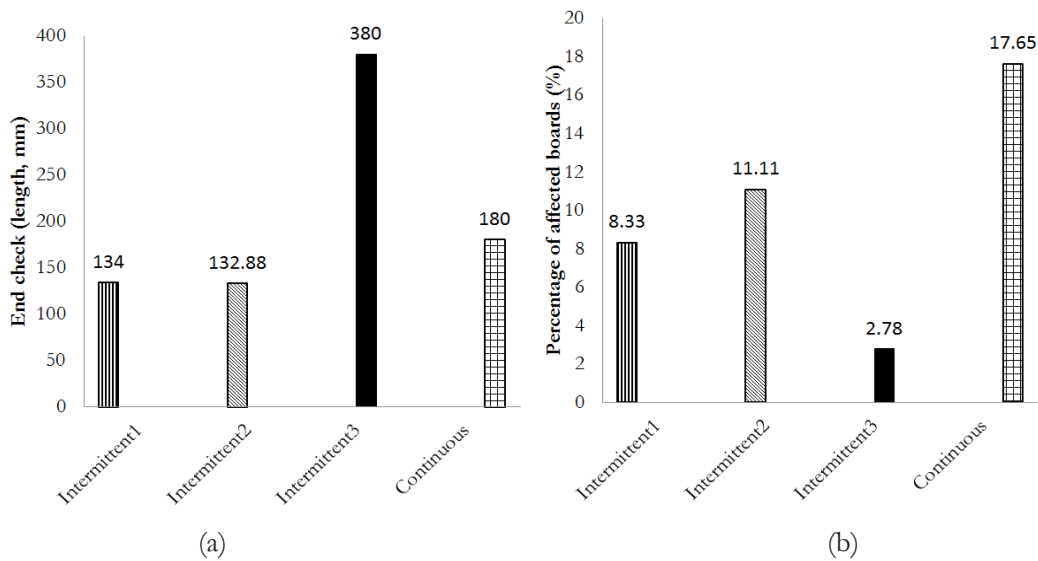 End check (length, mm)
400
350
300
250
200
150
100
50
0
134
132.88
380
180
Intermittent1
Intermittent2
Intermittent3
Continuous
(a)
Percentage of affected boards (%)
20
18
16
14
12
10
8
6
4
2
0
8.33
11.11
2.78
17.65
Intermittent1
Intermittent2
Intermittent3
Continuous
(b)